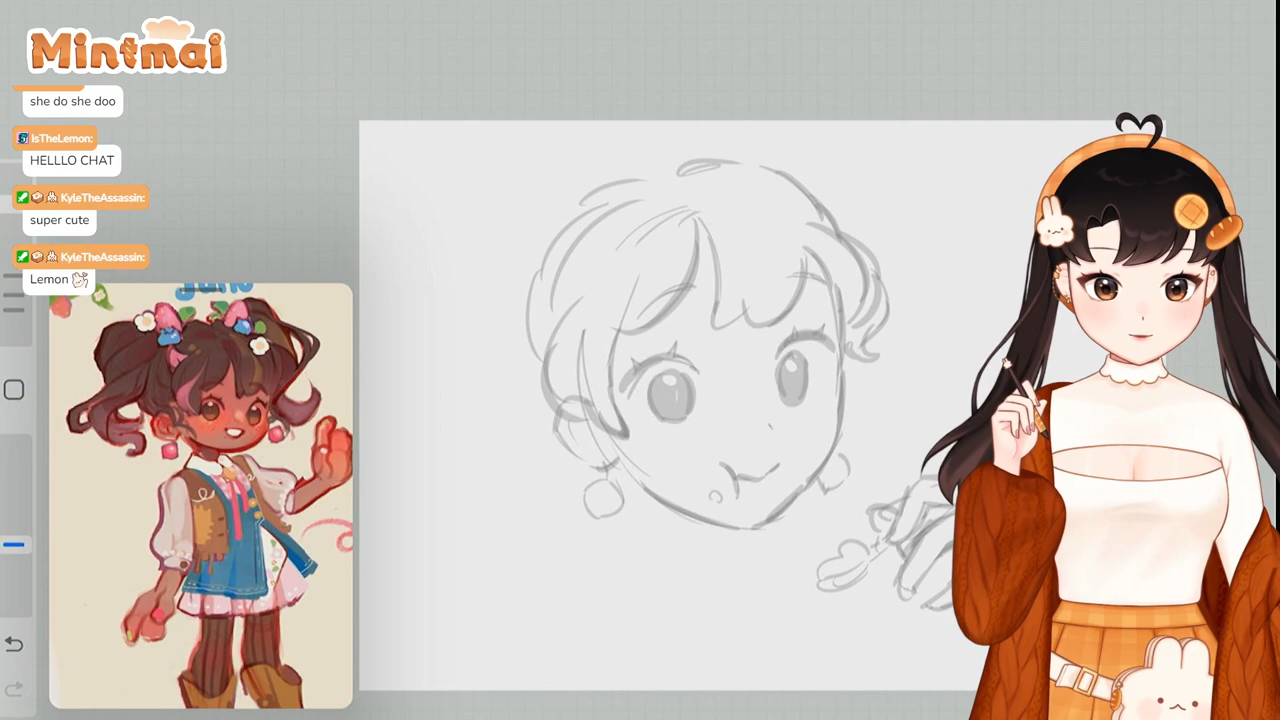 Mintmai
she do she doo
IsTheLemon:
HELLLO CHAT
KyleTheAssassin:
super cute
KyleTheAssassin:
Lemon